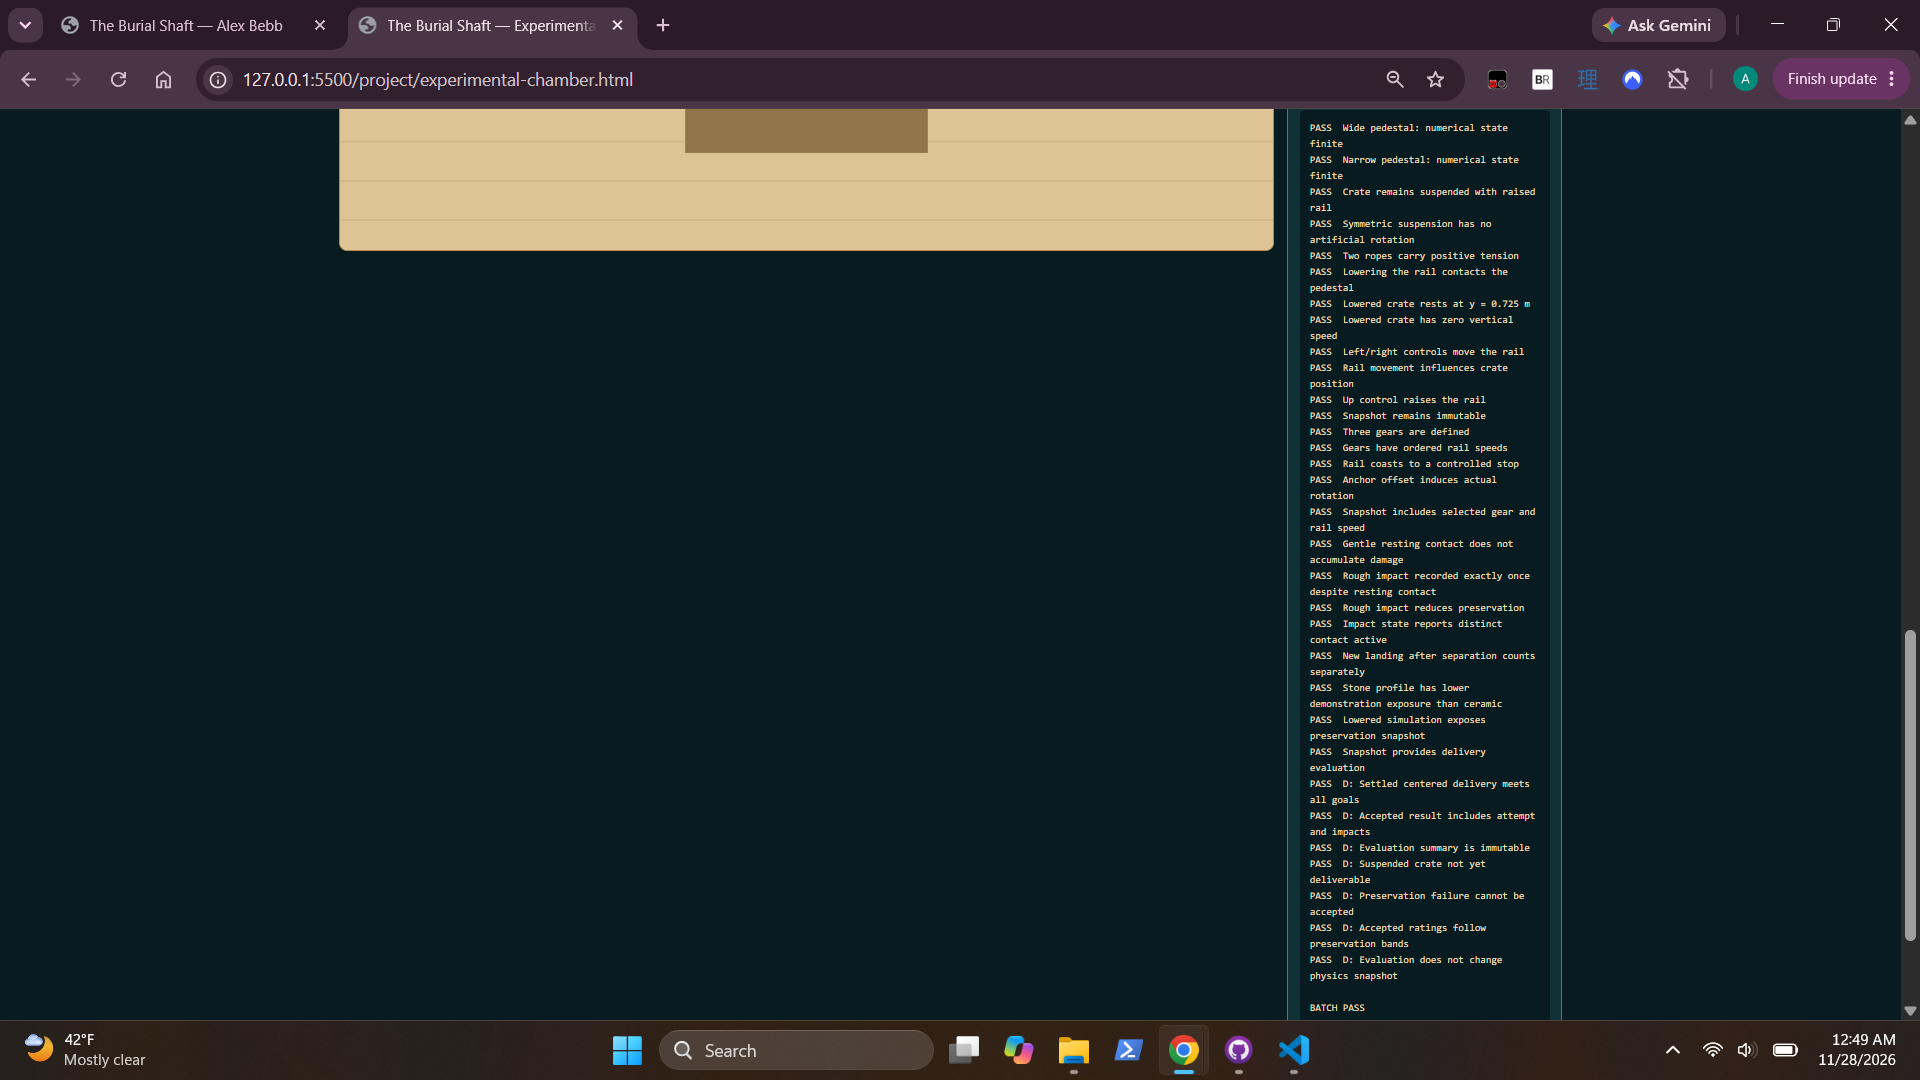 The Burial Shaft — Alex Bebb
The Burial Shaft — Experimenta
Ask Gemini
127.0.0.1:5500/project/experimental-chamber.html
BR
理
A
Finish update
PASS Wide pedestal: numerical state
finite
PASS Narrow pedestal: numerical state
finite
PASS Crate remains suspended with raised
rail
PASS Symmetric suspension has no
artificial rotation
PASS Two ropes carry positive tension
PASS Lowering the rail contacts the
pedestal
PASS Lowered crate rests at y = 0.725 m
PASS Lowered crate has zero vertical
speed
PASS Left/right controls move the rail
PASS Rail movement influences crate
position
PASS Up control raises the rail
PASS Snapshot remains immutable
PASS Three gears are defined
PASS Gears have ordered rail speeds
PASS Rail coasts to a controlled stop
PASS Anchor offset induces actual
rotation
PASS Snapshot includes selected gear and
rail speed
PASS Gentle resting contact does not
accumulate damage
PASS Rough impact recorded exactly once
despite resting contact
PASS Rough impact reduces preservation
PASS Impact state reports distinct
contact active
PASS New landing after separation counts
separately
PASS Stone profile has lower
demonstration exposure than ceramic
PASS Lowered simulation exposes
preservation snapshot
PASS Snapshot provides delivery
evaluation
PASS D: Settled centered delivery meets
all goals
PASS D: Accepted result includes attempt
and impacts
PASS D: Evaluation summary is immutable
PASS D: Suspended crate not yet
deliverable
PASS D: Preservation failure cannot be
accepted
PASS D: Accepted ratings follow
preservation bands
PASS D: Evaluation does not change
physics snapshot
BATCH PASS
42°F
Mostly clear
Search
12:49 AM
11/28/2026